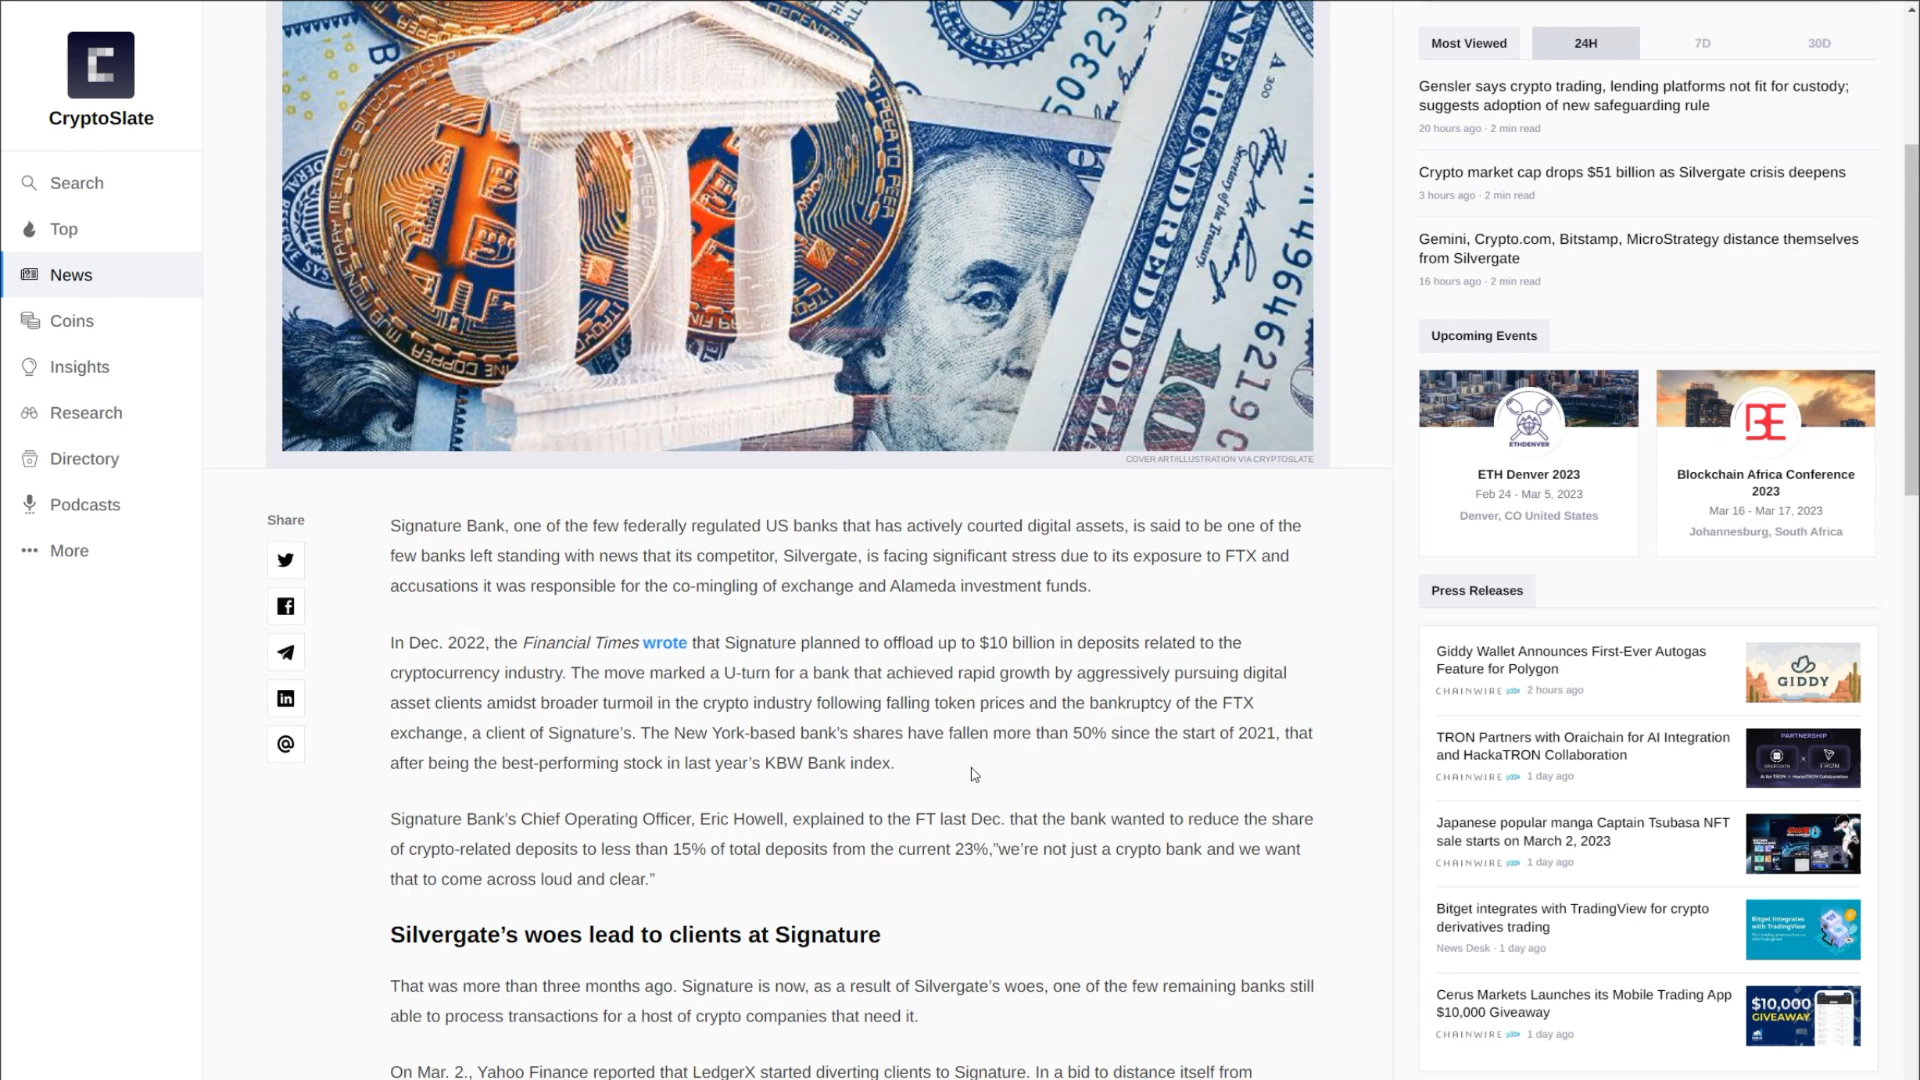 CryptoSlate
Search
Top
News
Coins
Insights
Research
Directory
Podcasts
More
COVER ART/ILLUSTRATION VIA CRYPTOSLATE
Share
Signature Bank, one of the few federally regulated US banks that has actively courted digital assets, is said to be one of the
few banks left standing with news that its competitor, Silvergate, is facing significant stress due to its exposure to FTX and
accusations it was responsible for the co-mingling of exchange and Alameda investment funds.
In Dec. 2022, the Financial Times wrote that Signature planned to offload up to $10 billion in deposits related to the
cryptocurrency industry. The move marked a U-turn for a bank that achieved rapid growth by aggressively pursuing digital
asset clients amidst broader turmoil in the crypto industry following falling token prices and the bankruptcy of the FTX
exchange, a client of Signature's. The New York-based bank's shares have fallen more than 50% since the start of 2021, that
after being the best-performing stock in last year's KBW Bank index.
Signature Bank's Chief Operating Officer, Eric Howell, explained to the FT last Dec. that the bank wanted to reduce the share
of crypto-related deposits to less than 15% of total deposits from the current 23%,"we're not just a crypto bank and we want
that to come across loud and clear."
Silvergate's woes lead to clients at Signature
That was more than three months ago. Signature is now, as a result of Silvergate's woes, one of the few remaining banks still
able to process transactions for a host of crypto companies that need it.
On Mar. 2., Yahoo Finance reported that LedgerX started diverting clients to Signature. In a bid to distance itself from
Most Viewed
24H
7D
30D
Gensler says crypto trading, lending platforms not fit for custody;
suggests adoption of new safeguarding rule
20 hours ago · 2 min read
Crypto market cap drops $51 billion as Silvergate crisis deepens
3 hours ago · 2 min read
Gemini, Crypto.com, Bitstamp, MicroStrategy distance themselves
from Silvergate
16 hours ago · 2 min read
Upcoming Events
ETHDENVER
ETH Denver 2023
Feb 24 - Mar 5, 2023
Denver, CO United States
Blockchain Africa Conference
2023
Mar 16 - Mar 17, 2023
Johannesburg, South Africa
Press Releases
Giddy Wallet Announces First-Ever Autogas
Feature for Polygon
CHAINWIRE 2 hours ago
GIDDY
TRON Partners with Oraichain for AI Integration
and HackaTRON Collaboration
CHAINWIRE 1 day ago
PARTNERSHIP
Japanese popular manga Captain Tsubasa NFT
sale starts on March 2, 2023
CHAINWIRE 1 day ago
Bitget integrates with TradingView for crypto
derivatives trading
News Desk · 1 day ago
Bitget integrates
with TradingView
Cerus Markets Launches its Mobile Trading App
$10,000 Giveaway
CHAINWIRE 1 day ago
$10,000
GIVEAWAY